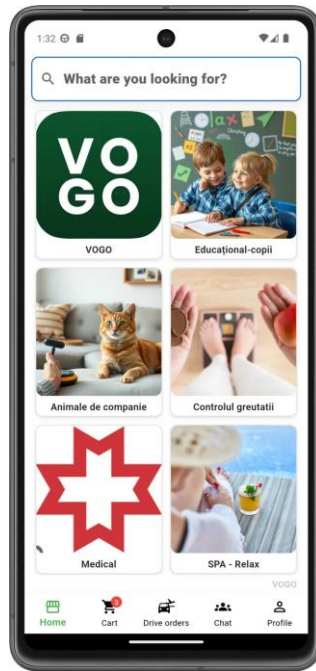 1:32
What are you looking for?
VO
GO
VOGO
Educațional-copii
Animale de companie
Controlul greutatii
Medical
SPA - Relax
VOGO
3
Home
Cart
Drive orders
Chat
Profile